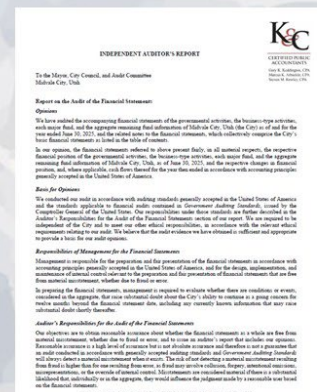 K&C
CERTIFIED PUBLIC
ACCOUNTANTS
INDEPENDENT AUDITOR'S REPORT
To the Mayor, City Council, and Audit Committee
Midvale City, Utah
Report on the Audit of the Financial Statements
Opinions
We have audited the accompanying financial statements of the governmental activities, the business-type activities,
each major fund, and the aggregate remaining fund information of Midvale City, Utah (the City) as of and for the
year ended June 30, 2023, and the related notes to the financial statements, which collectively comprise the City's
basic financial statements as listed in the table of contents.
In our opinion, the financial statements referred to above present fairly, in all material respects, the respective
financial position of the governmental activities, the business-type activities, each major fund, and the aggregate
remaining fund information of Midvale City, Utah, as of June 30, 2023, and the respective changes in financial
position, and, where applicable, cash flows thereof for the year then ended in accordance with accounting principles
generally accepted in the United States of America.
Basis for Opinions
We conducted our audit in accordance with auditing standards generally accepted in the United States of America
and the standards applicable to financial audits contained in Government Auditing Standards, issued by the
Comptroller General of the United States. Our responsibilities under those standards are further described in the
Auditor's Responsibilities for the Audit of the Financial Statements section of our report. We are required to be
independent of the City and to meet our other ethical responsibilities, in accordance with the relevant ethical
requirements relating to our audit. We believe that the audit evidence we have obtained is sufficient and appropriate
to provide a basis for our audit opinions.
Responsibilities of Management for the Financial Statements
Management is responsible for the preparation and fair presentation of the financial statements in accordance with
accounting principles generally accepted in the United States of America, and for the design, implementation, and
maintenance of internal control relevant to the preparation and fair presentation of financial statements that are free
from material misstatement, whether due to fraud or error.
In preparing the financial statements, management is required to evaluate whether there are conditions or events,
considered in the aggregate, that raise substantial doubt about the City's ability to continue as a going concern for
twelve months beyond the financial statement date, including any currently known information that may raise
substantial doubt shortly thereafter.
Auditor's Responsibilities for the Audit of the Financial Statements
Our objectives are to obtain reasonable assurance about whether the financial statements as a whole are free from
material misstatement, whether due to fraud or error, and to issue an auditor's report that includes our opinions.
Reasonable assurance is a high level of assurance but is not absolute assurance and therefore is not a guarantee that
an audit conducted in accordance with generally accepted auditing standards and Government Auditing Standards
will always detect a material misstatement when it exists. The risk of not detecting a material misstatement resulting
from fraud is higher than for one resulting from error, as fraud may involve collusion, forgery, intentional omissions,
misrepresentations, or the override of internal control. Misstatements are considered material if there is a substantial
likelihood that, individually or in the aggregate, they would influence the judgment made by a reasonable user based
on the financial statements.